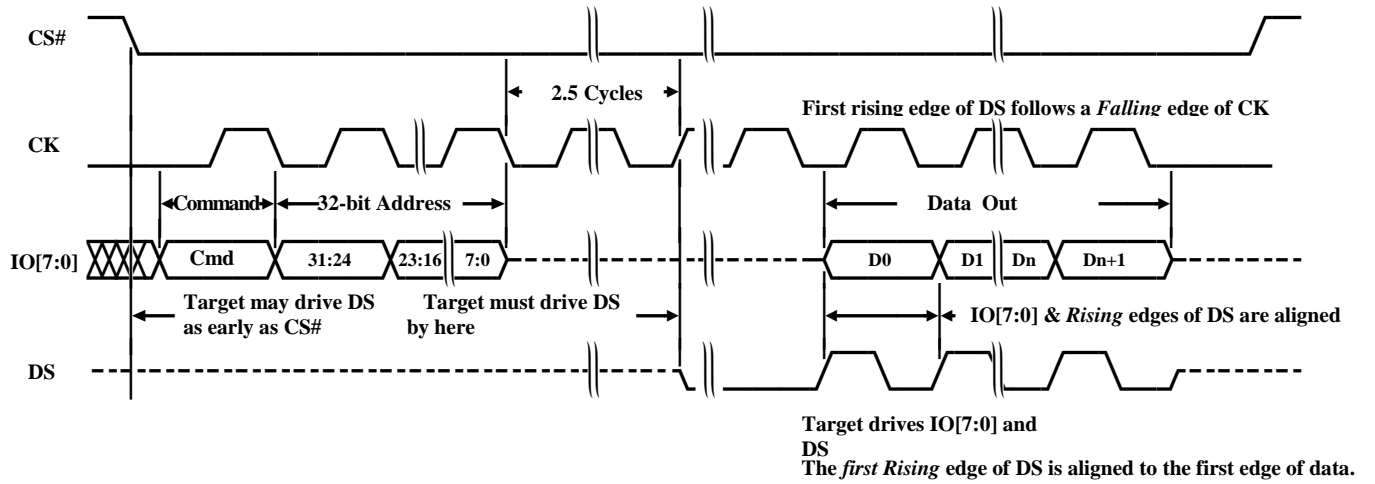 CS#
2.5 Cycles
First rising edge of DS follows a Falling edge of CK
CK
Command
32-bit Address
Data Out
IO[7:0]
Cmd
31:24
23:16
7:0
D0
D1
Dn
Dn+1
Target may drive DS
as early as CS#
Target must drive DS
by here
IO[7:0] & Rising edges of DS are aligned
DS
Target drives IO[7:0] and
DS
The first Rising edge of DS is aligned to the first edge of data.